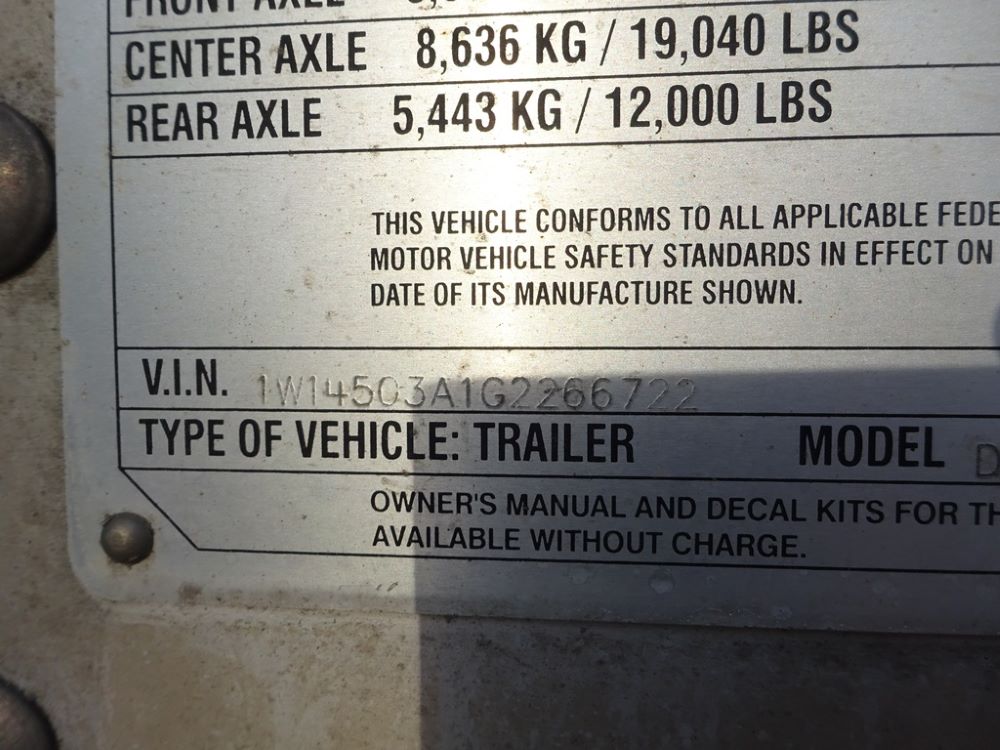 FRONT AXLE
CENTER AXLE 8,636 KG / 19,040 LBS
REAR AXLE 5,443 KG / 12,000 LBS
THIS VEHICLE CONFORMS TO ALL APPLICABLE FEDE
MOTOR VEHICLE SAFETY STANDARDS IN EFFECT ON
DATE OF ITS MANUFACTURE SHOWN.
V.I.N. 1W14503A1G2266722
TYPE OF VEHICLE: TRAILER MODEL D
OWNER'S MANUAL AND DECAL KITS FOR TH
AVAILABLE WITHOUT CHARGE.